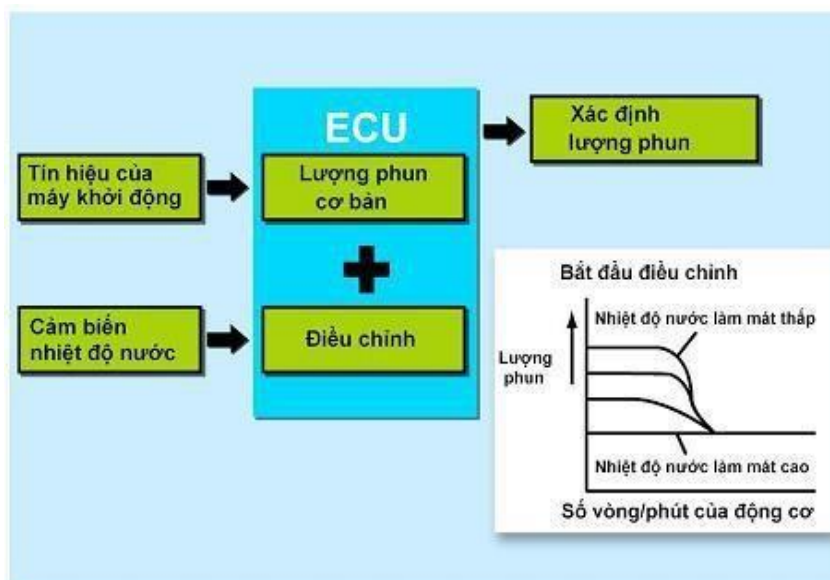 ECU
Xác định
lượng phun
Tín hiệu của
máy khởi động
Lượng phun
cơ bản
Cảm biến
nhiệt độ nước
Điều chỉnh
Bắt đầu điều chỉnh
Nhiệt độ nước làm mát thấp
Lượng
phun
Nhiệt độ nước làm mát cao
Số vòng/phút của động cơ